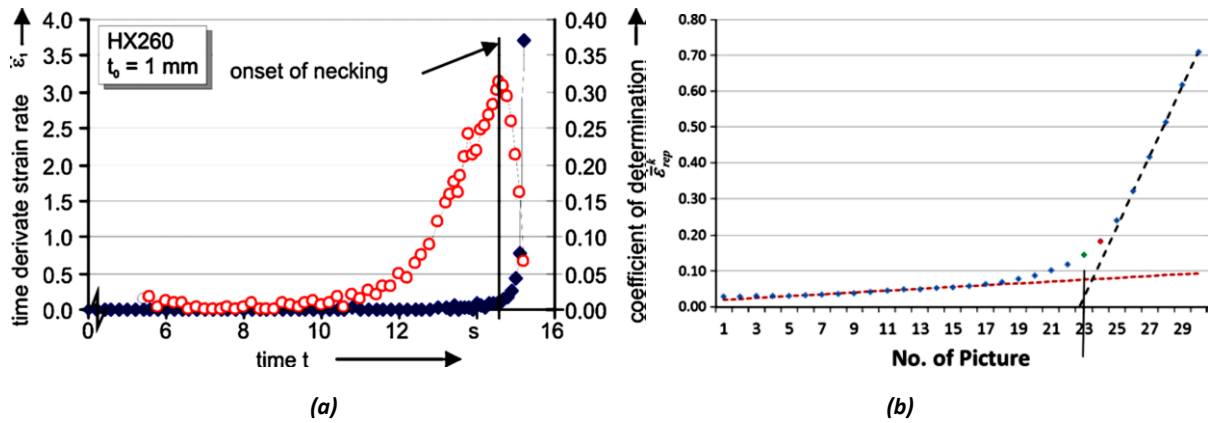 time derivate strain rate ε̈₁
4.0
3.5
3.0
2.5
2.0
1.5
1.0
0.5
0.0
HX260
t₀ = 1 mm
onset of necking
0.40
0.35
0.30
0.25
0.20
0.15
0.10
0.05
0.00
coefficient of determination
0 6 8 10 12 s 16
time t
(a)
0.80
0.70
0.60
0.50
0.40
0.30
0.20
0.10
0.00
1 3 5 7 9 11 13 15 17 19 21 23 25 27 29
No. of Picture
(b)